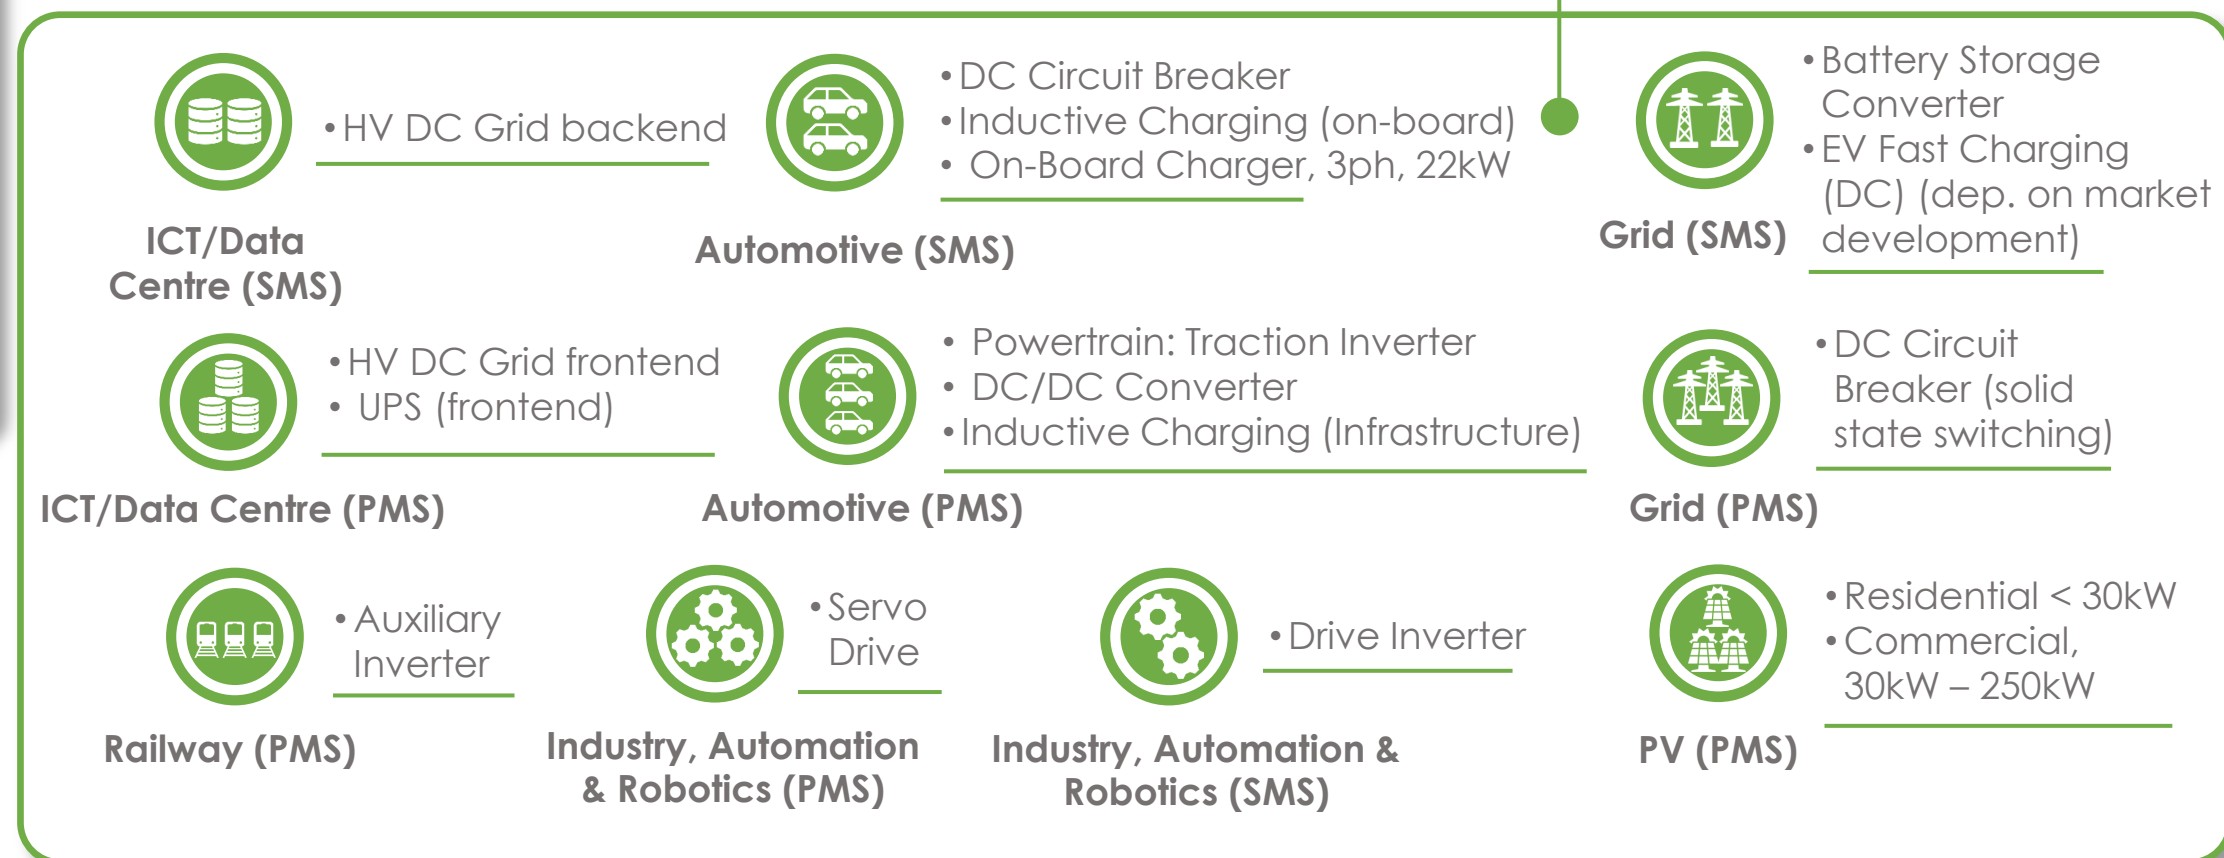 • HV DC Grid backend
ICT/Data
Centre (SMS)
• DC Circuit Breaker
• Inductive Charging (on-board)
• On-Board Charger, 3ph, 22kW
Automotive (SMS)
• Battery Storage
Converter
• EV Fast Charging
(DC) (dep. on market
development)
Grid (SMS)
• HV DC Grid frontend
• UPS (frontend)
ICT/Data Centre (PMS)
• Powertrain: Traction Inverter
• DC/DC Converter
• Inductive Charging (Infrastructure)
Automotive (PMS)
• DC Circuit
Breaker (solid
state switching)
Grid (PMS)
• Auxiliary
Inverter
Railway (PMS)
• Servo
Drive
Industry, Automation
& Robotics (PMS)
• Drive Inverter
Industry, Automation &
Robotics (SMS)
• Residential < 30kW
• Commercial,
30kW – 250kW
PV (PMS)